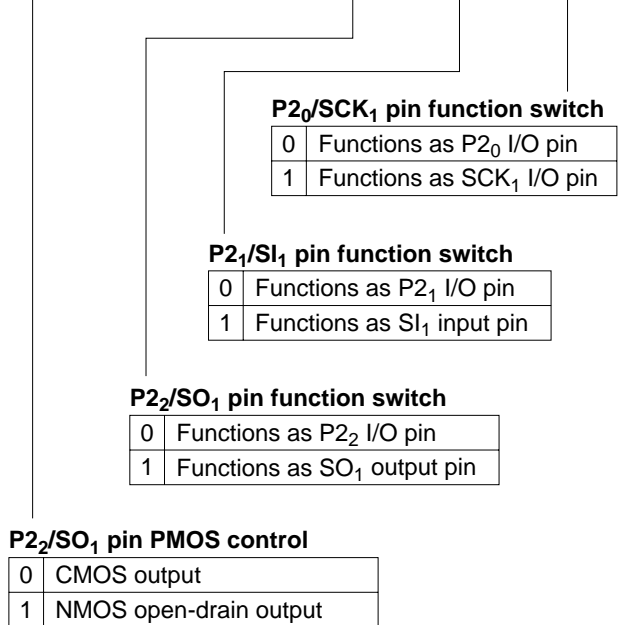 P2₀/SCK₁ pin function switch
0 Functions as P2₀ I/O pin
1 Functions as SCK₁ I/O pin
P2₁/SI₁ pin function switch
0 Functions as P2₁ I/O pin
1 Functions as SI₁ input pin
P2₂/SO₁ pin function switch
0 Functions as P2₂ I/O pin
1 Functions as SO₁ output pin
P2₂/SO₁ pin PMOS control
0 CMOS output
1 NMOS open-drain output